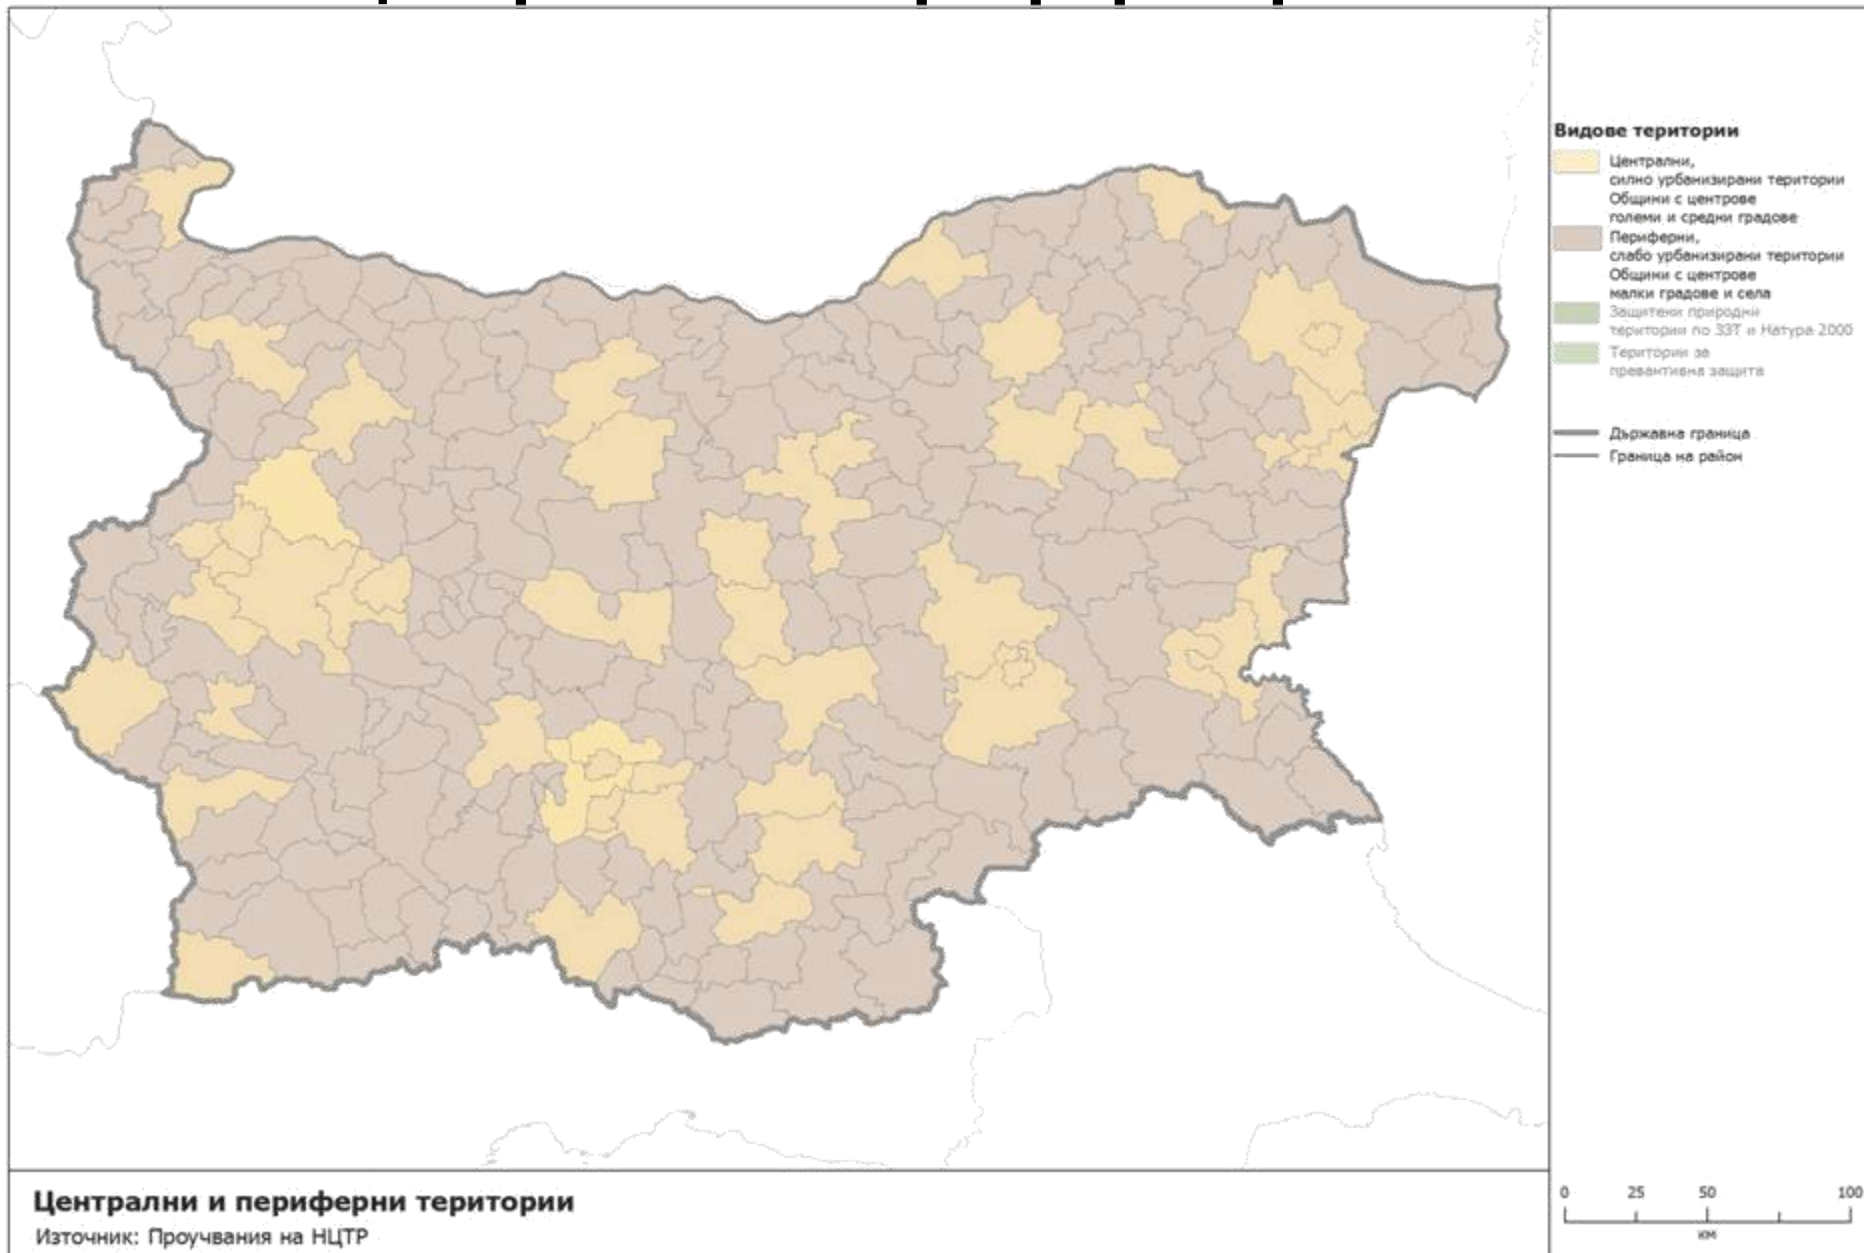 Видове територии
Централни,
силно урбанизирани територии
Общини с центрове
големи и средни градове
Периферни,
слабо урбанизирани територии
Общини с центрове
малки градове и села
Защитени природни
територии по ЗЗТ и Натура 2000
Територии за
превантивна защита
Държавна граница
Граница на район
0 25 50 100
км
Централни и периферни територии
Източник: Проучвания на НЦТР